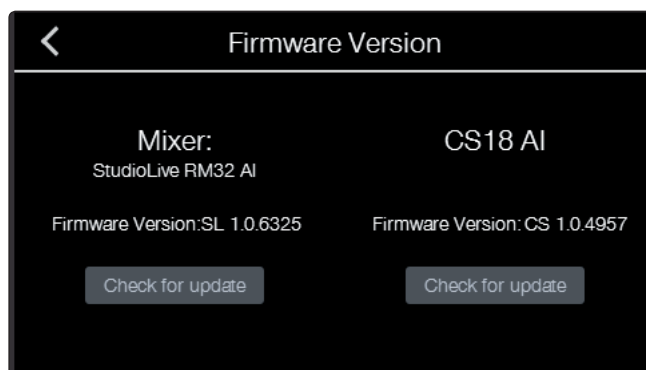 Firmware Version
Mixer:
StudioLive RM32 AI
Firmware Version:SL 1.0.6325
Check for update
CS18 AI
Firmware Version: CS 1.0.4957
Check for update